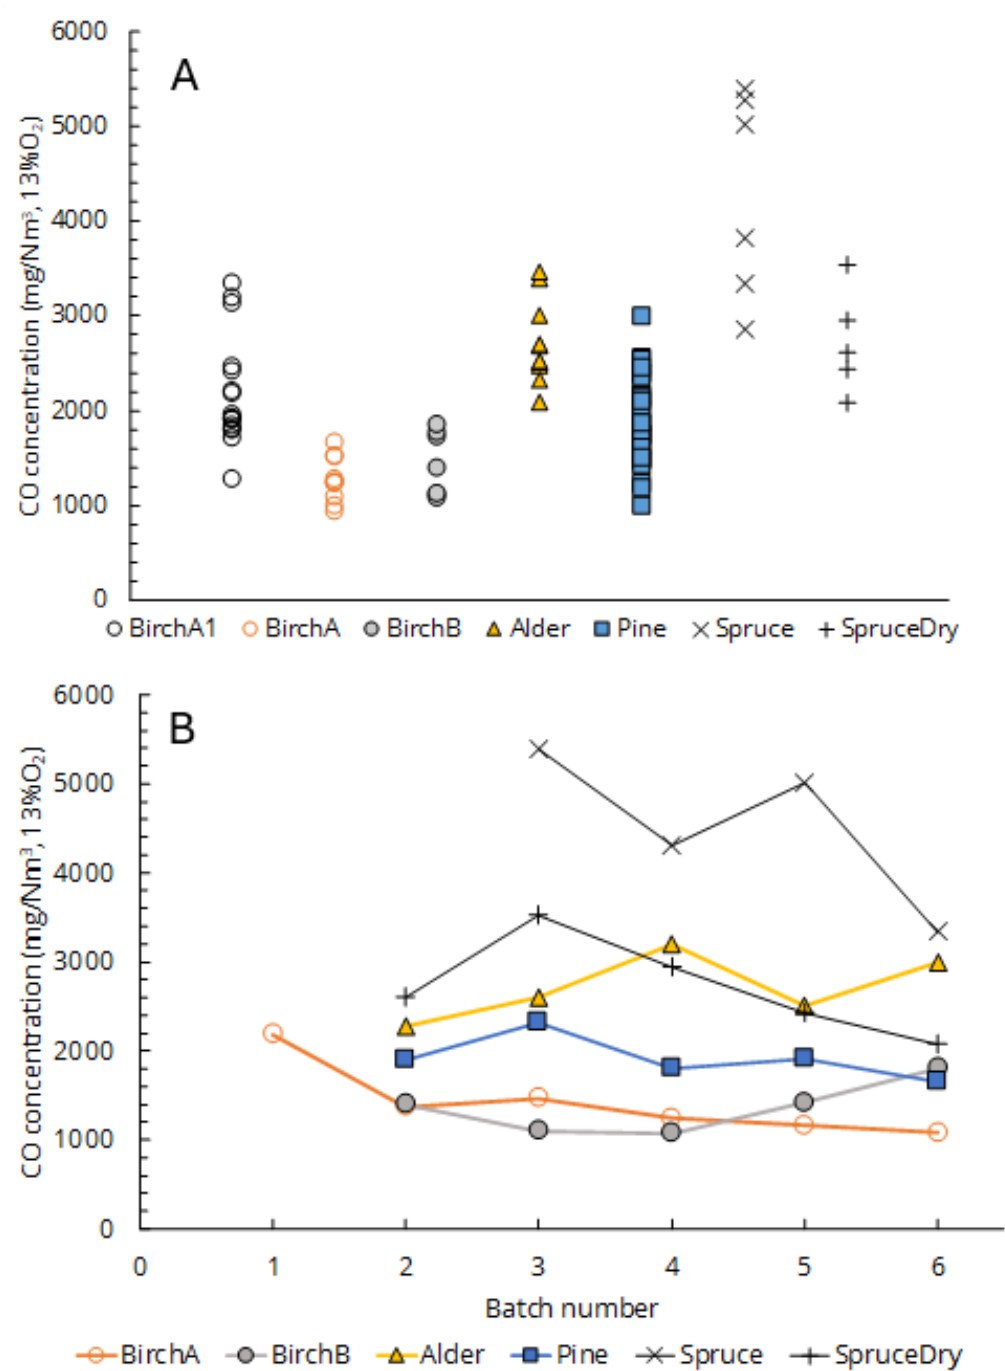 6000
A
5000
4000
3000
2000
1000
0
CO concentration (mg/Nm³, 13%O₂)
BirchA1 BirchA BirchB Alder Pine Spruce SpruceDry
6000
B
5000
4000
3000
2000
1000
0
CO concentration (mg/Nm³, 13%O₂)
0 1 2 3 4 5 6
Batch number
BirchA BirchB Alder Pine Spruce SpruceDry